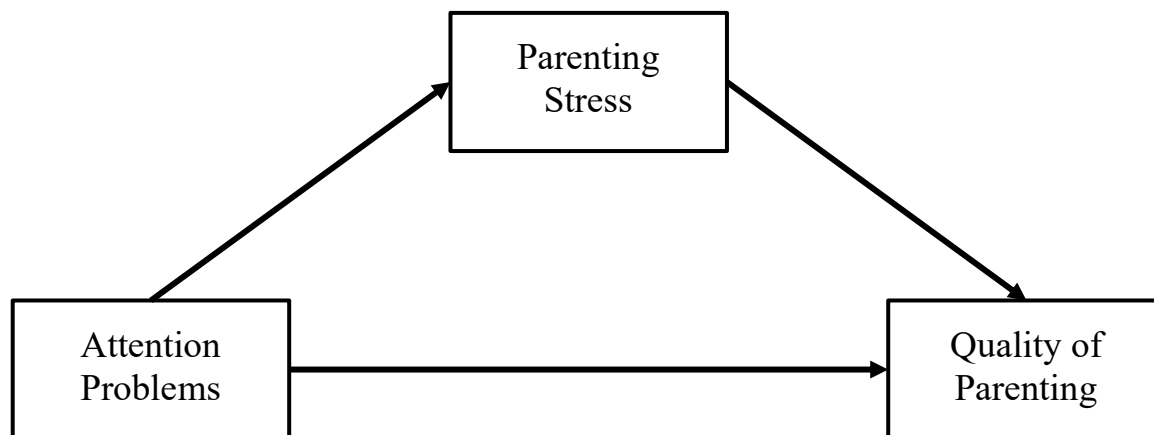 Parenting
Stress
Attention
Problems
Quality of
Parenting